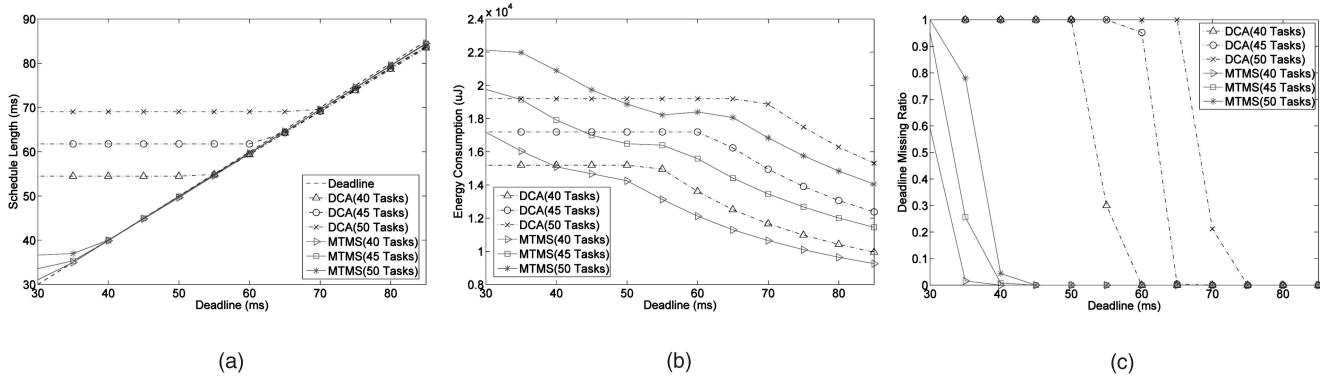 90
80
70
60
50
40
30
30
40
50
60
70
80
Schedule Length (ms)
Deadline (ms)
Deadline
DCA(40 Tasks)
DCA(45 Tasks)
DCA(50 Tasks)
MTMS(40 Tasks)
MTMS(45 Tasks)
MTMS(50 Tasks)
(a)
2.4 x 10⁴
2.2
2
1.8
1.6
1.4
1.2
1
0.8
30
40
50
60
70
80
Energy Consumption (uJ)
Deadline (ms)
DCA(40 Tasks)
DCA(45 Tasks)
DCA(50 Tasks)
MTMS(40 Tasks)
MTMS(45 Tasks)
MTMS(50 Tasks)
(b)
1
0.9
0.8
0.7
0.6
0.5
0.4
0.3
0.2
0.1
0
30
40
50
60
70
80
Deadline Missing Ratio
Deadline (ms)
DCA(40 Tasks)
DCA(45 Tasks)
DCA(50 Tasks)
MTMS(40 Tasks)
MTMS(45 Tasks)
MTMS(50 Tasks)
(c)